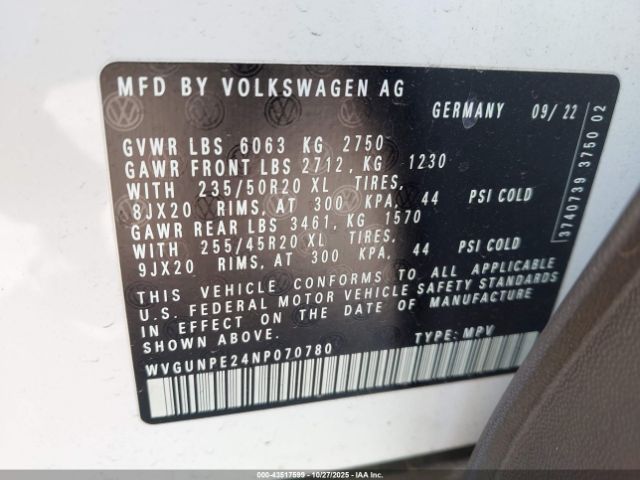 MFD BY VOLKSWAGEN AG
GERMANY 09/22
GVWR LBS 6063 KG 2750
GAWR FRONT LBS 2712, KG 1230
WITH 235/50R20 XL TIRES,
8JX20 RIMS, AT 300 KPA, 44 PSI COLD
GAWR REAR LBS 3461, KG 1570
WITH 255/45R20 XL TIRES,
9JX20 RIMS, AT 300 KPA, 44 PSI COLD
THIS VEHICLE CONFORMS TO ALL APPLICABLE
U.S. FEDERAL MOTOR VEHICLE SAFETY STANDARDS
IN EFFECT ON THE DATE OF MANUFACTURE
SHOWN ABOVE.
WVGUNPE24NP070780 TYPE: MPV
3740739 3750 02
000-43517599 - 10/27/2025 - IAAI, Inc.